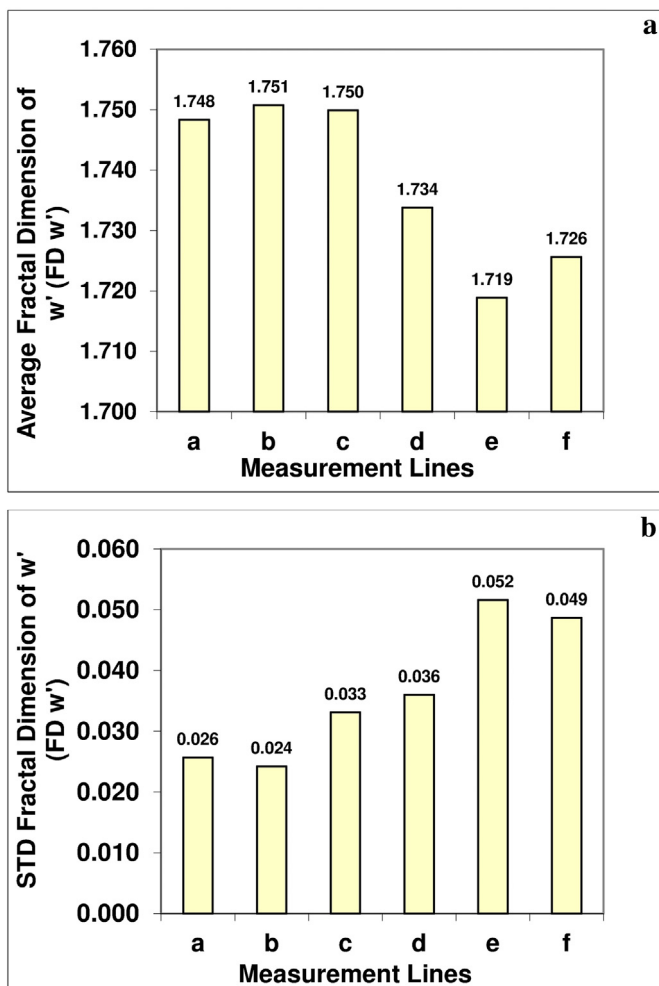 a
1.760
1.750
1.740
1.730
1.720
1.710
1.700
Average Fractal Dimension of
w' (FD w')
1.748
1.751
1.750
1.734
1.719
1.726
a b c d e f
Measurement Lines
b
0.060
0.050
0.040
0.030
0.020
0.010
0.000
STD Fractal Dimension of w'
(FD w')
0.026
0.024
0.033
0.036
0.052
0.049
a b c d e f
Measurement Lines